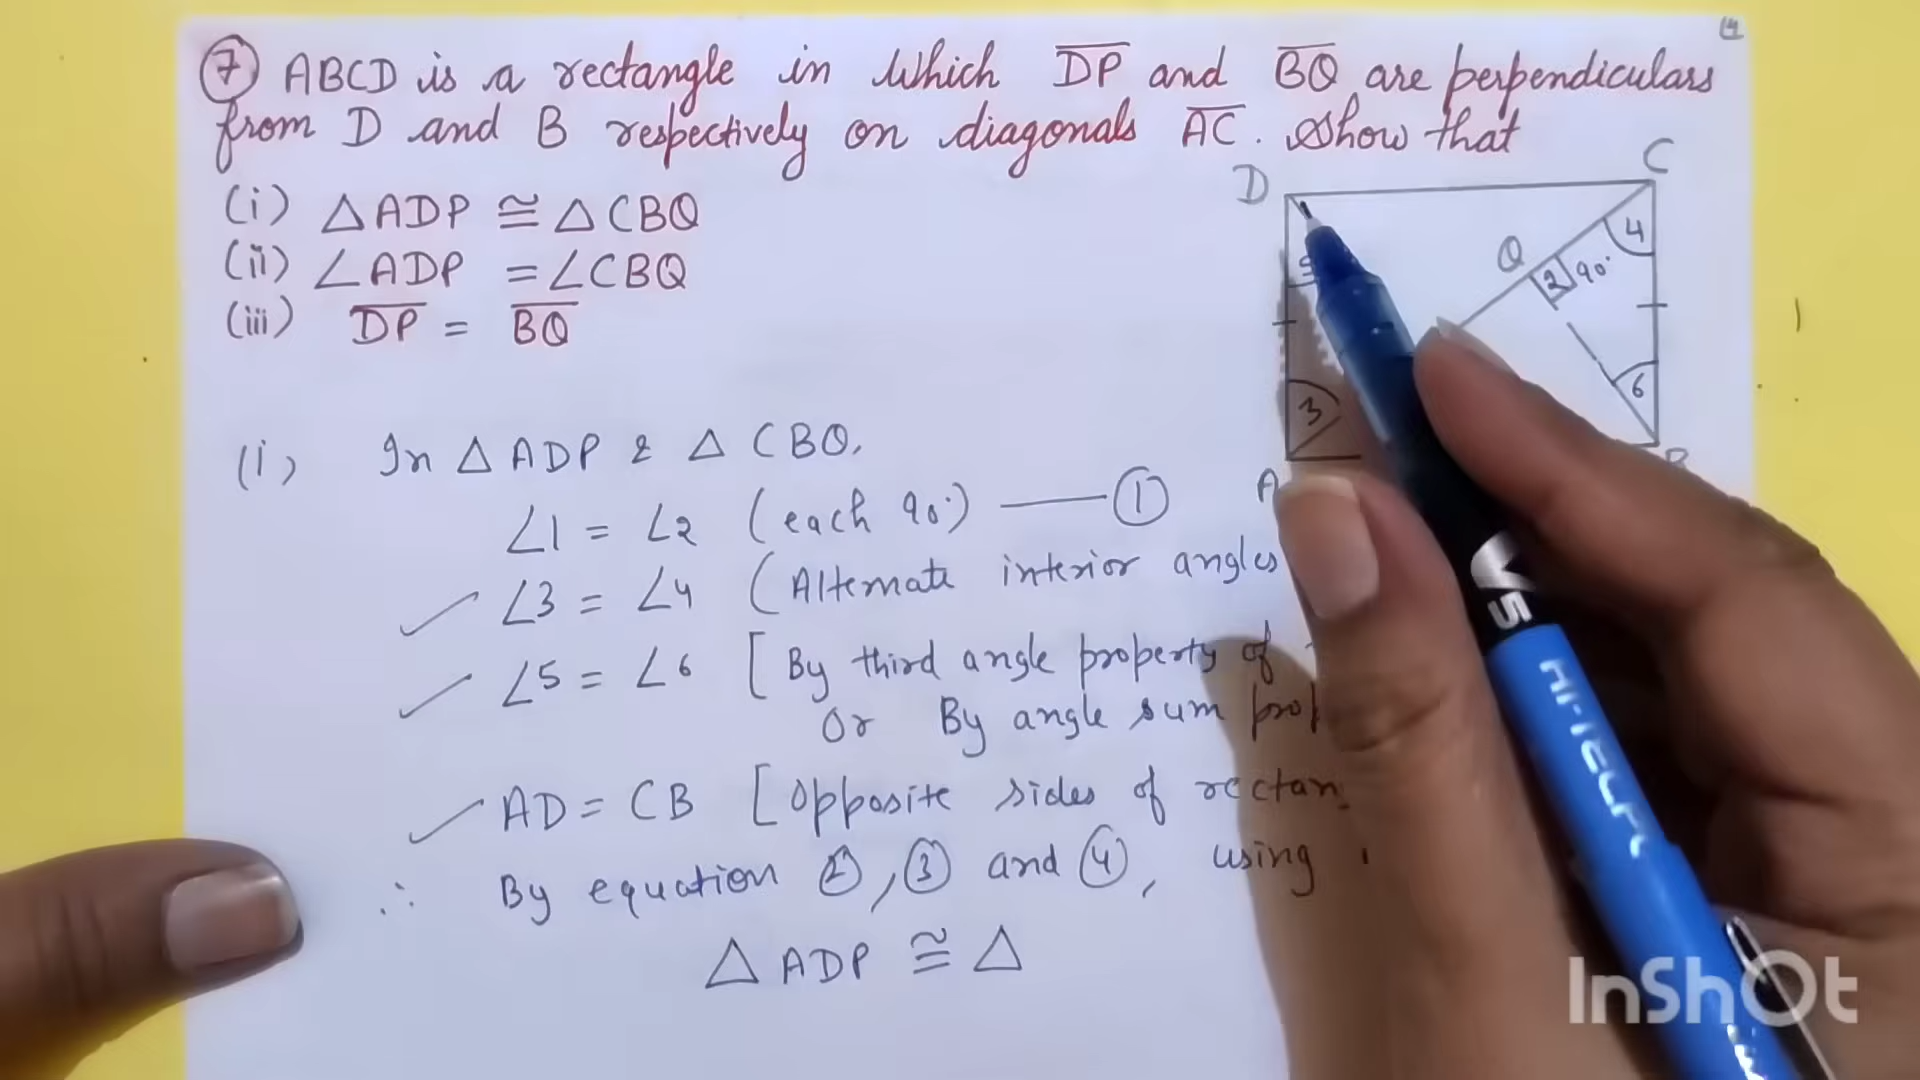 7 ABCD is a rectangle in which DP and BQ are perpendiculars
from D and B respectively on diagonals AC. Show that
(i) △ADP ≅ △CBQ
(ii) ∠ADP = ∠CBQ
(iii) DP = BQ
D C
Q 2 90° 4
5
3 6
A B
(i) In △ADP & △CBQ,
∠1 = ∠2 (each 90°) —— 1
∠3 = ∠4 (Alternate interior angles
∠5 = ∠6 [By third angle property of
Or By angle sum
AD = CB [Opposite sides of
∴ By equation 2, 3 and 4, using
△ADP ≅ △
V5
InShOt